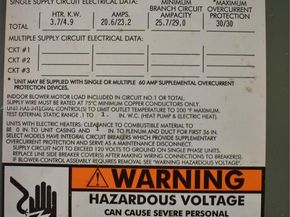 SINGLE SUPPLY CIRCUIT ELECTRICAL DATA: MINIMUM *MAXIMUM
HTR. KW. AMPS. BRANCH CIRCUIT OVERCURRENT
AMPACITY PROTECTION
TOTAL 3.7/4.9 20.6/23.2 25.7/29.0 30/30
MULTIPLE SUPPLY CIRCUIT ELECTRICAL DATA:
CKT #1
CKT #2
CKT #3
* UNIT MAY BE SUPPLIED WITH SINGLE OR MULTIPLE 60 AMP SUPPLEMENTAL OVERCURRENT
PROTECTION DEVICES.
INDOOR BLOWER MOTOR LOAD INCLUDED IN CIRCUIT NO. 1 OR TOTAL.
SUPPLY WIRE MUST BE RATED AT 75°C MINIMUM COPPER CONDUCTORS ONLY.
UNIT HAS INTEGRAL CONTROLS TO LIMIT OUTLET TEMPERATURE TO 200 °F MAXIMUM.
TEST EXTERNAL STATIC RANGE: .1 TO IN. W.C. (HEAT PUMP & ELECTRIC HEAT)
UNITS WITH ELECTRIC HEATERS: CLEARANCE TO COMBUSTIBLE MATERIAL TO
BE 0 IN. TO UNIT CASING & IN TO PLENUM AND DUCT FOR FIRST 36 IN.
SELECT MODELS HAVE INTEGRAL CIRCUIT BREAKERS WHICH PROVIDE SUPPLEMENTARY
OVERCURRENT PROTECTION AND SERVE AS A MAINTENANCE DISCONNECT.
SUPPLY CIRCUIT NOT TO EXCEED 120 VOLTS TO GROUND ON SINGLE PHASE UNITS.
REPLACE LINE SIDE BREAKER COVER(S) AFTER MAKING WIRING CONNECTIONS TO BREAKER(S)
IF BLOWER-CONTROL ASSEMBLY REQUIRES REMOVAL SEE "WARNING" HAZARDOUS VOLTAGE.
WARNING
HAZARDOUS VOLTAGE
CAN CAUSE SEVERE PERSONAL